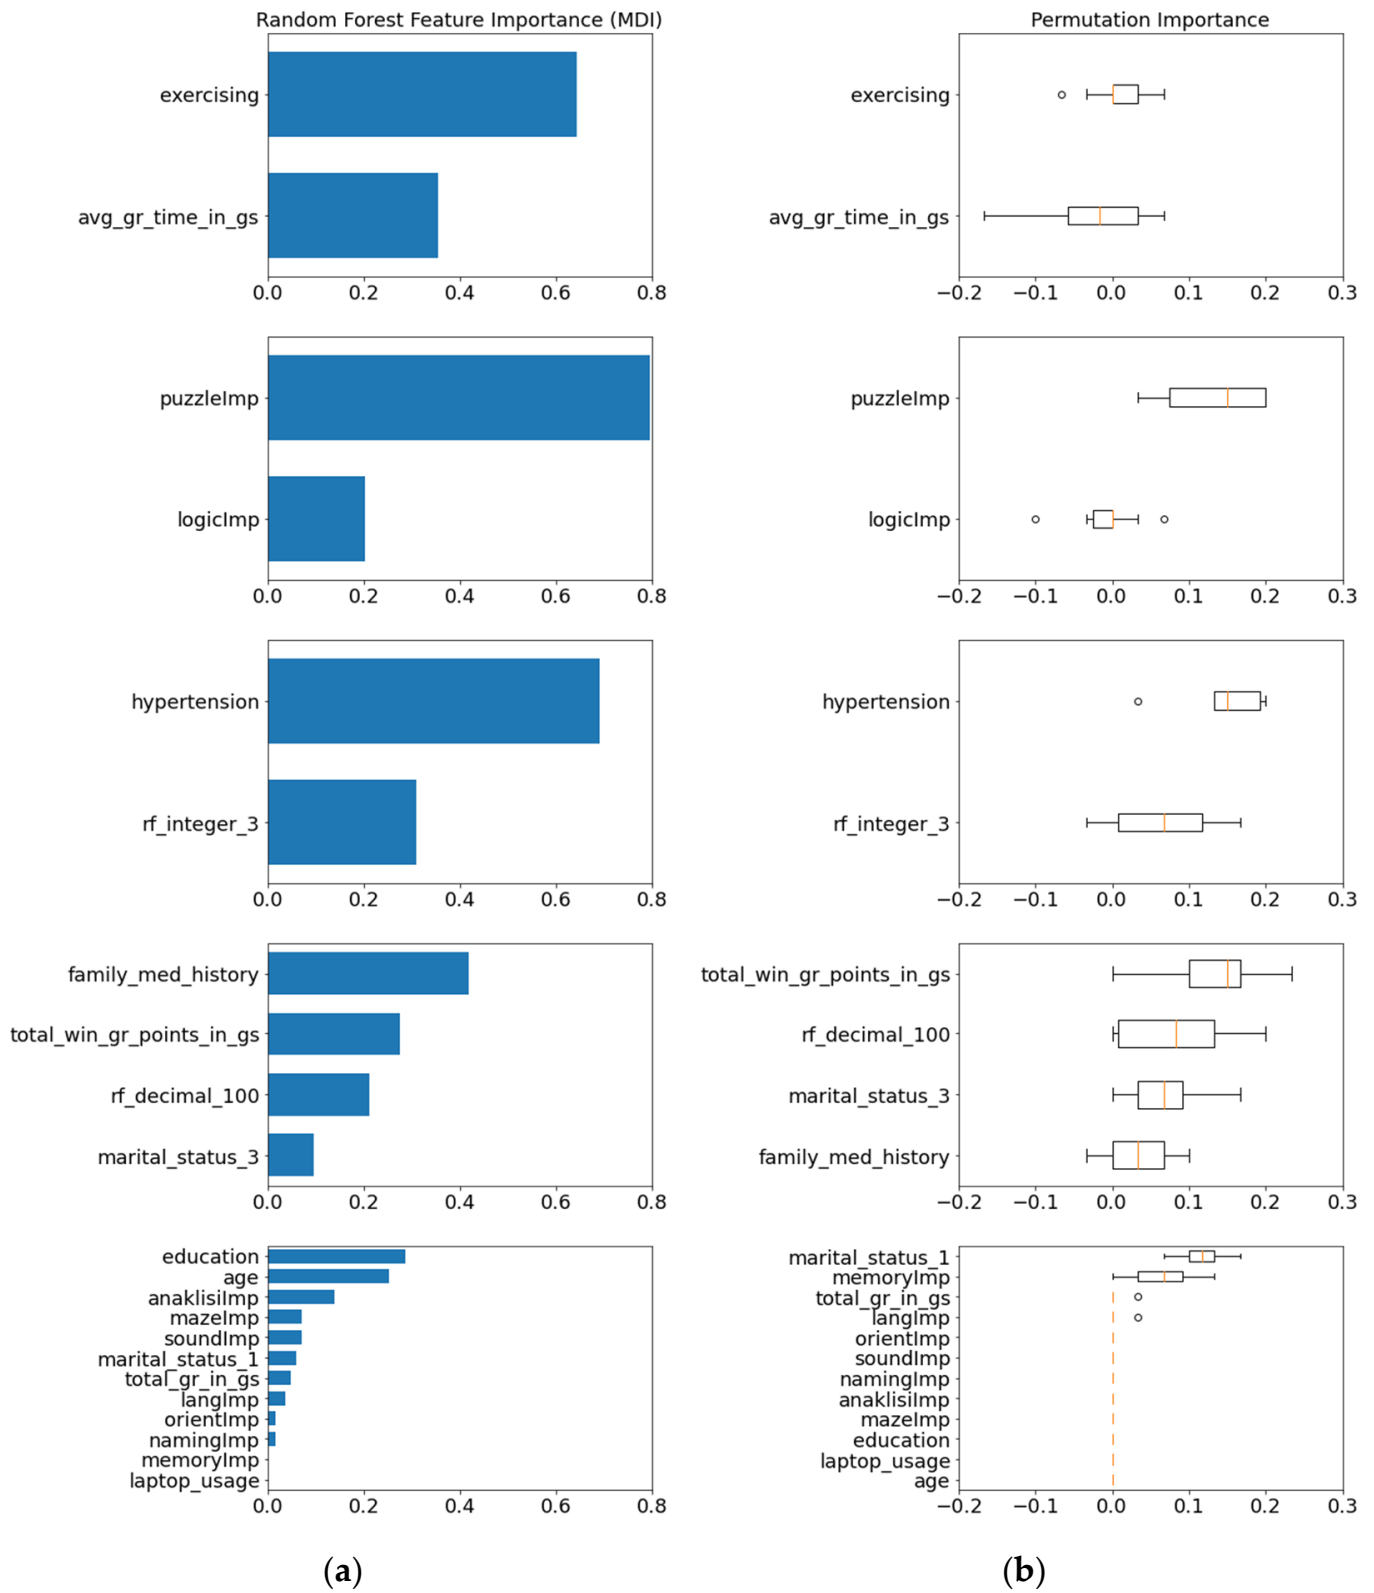 Random Forest Feature Importance (MDI)
exercising
avg_gr_time_in_gs
0.0 0.2 0.4 0.6 0.8
Permutation Importance
exercising
avg_gr_time_in_gs
−0.2 −0.1 0.0 0.1 0.2 0.3
puzzleImp
logicImp
0.0 0.2 0.4 0.6 0.8
puzzleImp
logicImp
−0.2 −0.1 0.0 0.1 0.2 0.3
hypertension
rf_integer_3
0.0 0.2 0.4 0.6 0.8
hypertension
rf_integer_3
−0.2 −0.1 0.0 0.1 0.2 0.3
family_med_history
total_win_gr_points_in_gs
rf_decimal_100
marital_status_3
0.0 0.2 0.4 0.6 0.8
total_win_gr_points_in_gs
rf_decimal_100
marital_status_3
family_med_history
−0.2 −0.1 0.0 0.1 0.2 0.3
education
age
anaklisiImp
mazeImp
soundImp
marital_status_1
total_gr_in_gs
langImp
orientImp
namingImp
memoryImp
laptop_usage
0.0 0.2 0.4 0.6 0.8
marital_status_1
memoryImp
total_gr_in_gs
langImp
orientImp
soundImp
namingImp
anaklisiImp
mazeImp
education
laptop_usage
age
−0.2 −0.1 0.0 0.1 0.2 0.3
(a)
(b)